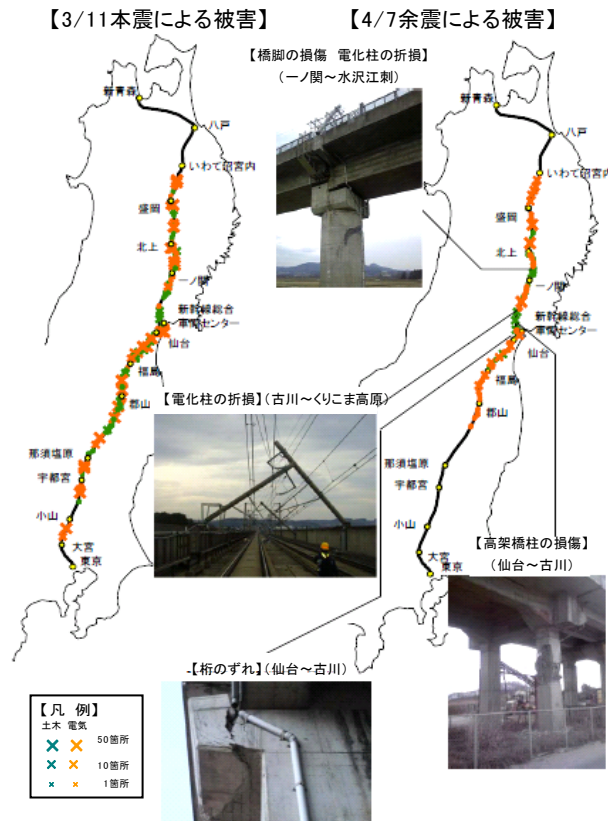 【3/11本震による被害】
【4/7余震による被害】
【橋脚の損傷 電化柱の折損】
(一ノ関~水沢江刺)
新青森
八戸
いわて沼宮内
盛岡
北上
一ノ関
新幹線総合
車両センター
仙台
福島
郡山
那須塩原
宇都宮
小山
大宮
東京
新青森
八戸
いわて沼宮内
盛岡
北上
一ノ関
新幹線総合
車両センター
仙台
福島
郡山
那須塩原
宇都宮
小山
大宮
東京
【電化柱の折損】(古川~くりこま高原)
【高架橋柱の損傷】
(仙台~古川)
【桁のずれ】(仙台~古川)
【凡 例】
土木 電気
50箇所
10箇所
1箇所